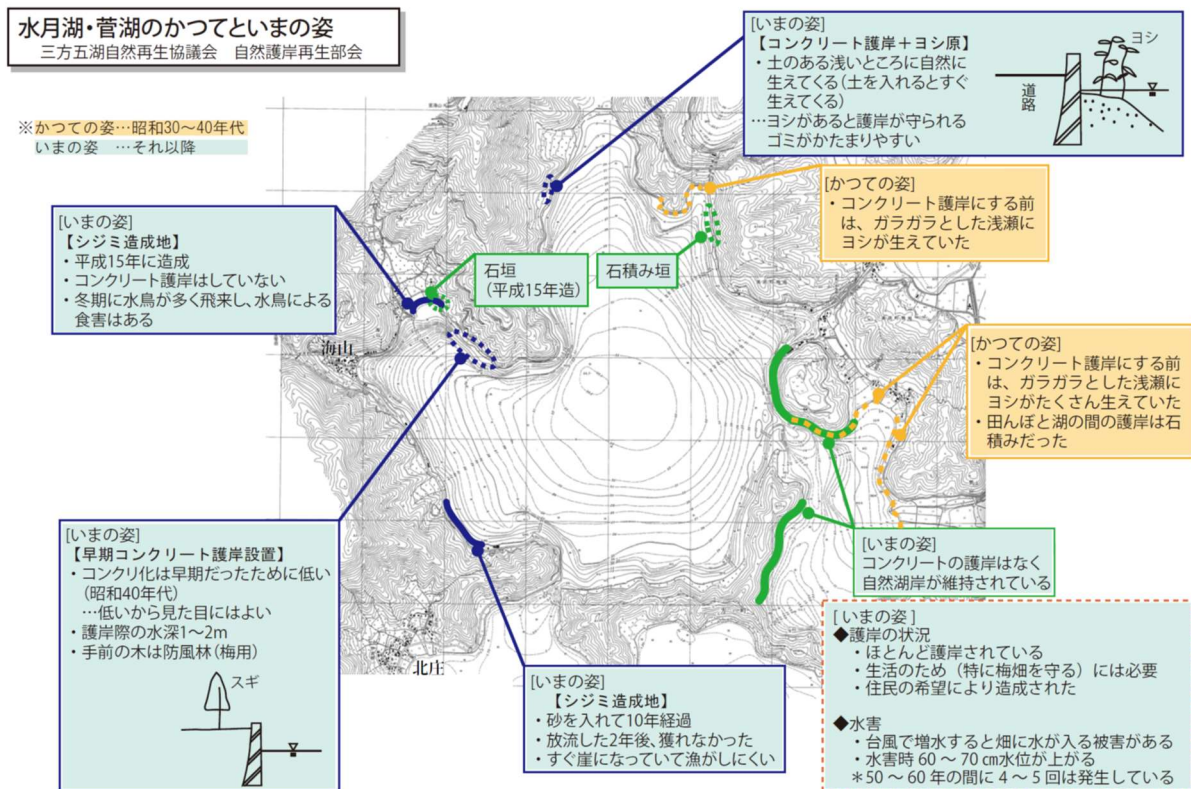 水月湖・菅湖のかつてといまの姿
三方五湖自然再生協議会　自然護岸再生部会
※かつての姿…昭和30～40年代
いまの姿　…それ以降
[いまの姿]
【コンクリート護岸＋ヨシ原】
・土のある浅いところに自然に
生えてくる（土を入れるとすぐ
生えてくる）
…ヨシがあると護岸が守られる
ゴミがかたまりやすい
ヨシ
道路
[かつての姿]
・コンクリート護岸にする前
は、ガラガラとした浅瀬に
ヨシが生えていた
[いまの姿]
【シジミ造成地】
・平成15年に造成
・コンクリート護岸はしていない
・冬期に水鳥が多く飛来し、水鳥による
食害はある
石垣
（平成15年造）
石積み垣
海山
[かつての姿]
・コンクリート護岸にする前
は、ガラガラとした浅瀬に
ヨシがたくさん生えていた
・田んぼと湖の間の護岸は石
積みだった
[いまの姿]
【早期コンクリート護岸設置】
・コンクリ化は早期だったために低い
（昭和40年代）
…低いから見た目にはよい
・護岸際の水深1～2m
・手前の木は防風林（梅用）
スギ
北庄
[いまの姿]
【シジミ造成地】
・砂を入れて10年経過
・放流した2年後、獲れなかった
・すぐ崖になっていて漁がしにくい
[いまの姿]
コンクリートの護岸はなく
自然湖岸が維持されている
[いまの姿]
◆護岸の状況
・ほとんど護岸されている
・生活のため（特に梅畑を守る）には必要
・住民の希望により造成された
◆水害
・台風で増水すると畑に水が入る被害がある
・水害時 60 ～ 70 ㎝水位が上がる
＊50 ～ 60 年の間に 4 ～ 5 回は発生している